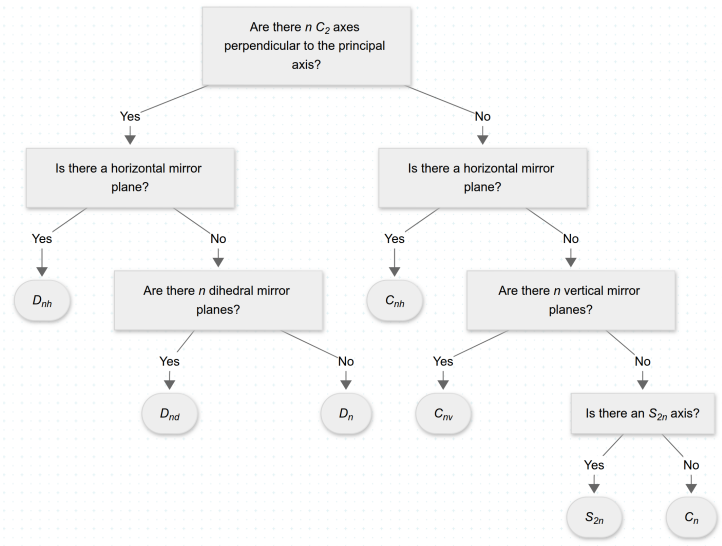 Are there n C2 axes
perpendicular to the principal
axis?
Yes
No
Is there a horizontal mirror
plane?
Is there a horizontal mirror
plane?
Yes
No
Yes
No
Dnh
Are there n dihedral mirror
planes?
Cnh
Are there n vertical mirror
planes?
Yes
No
Yes
No
Dnd
Dn
Cnv
Is there an S2n axis?
Yes
No
S2n
Cn